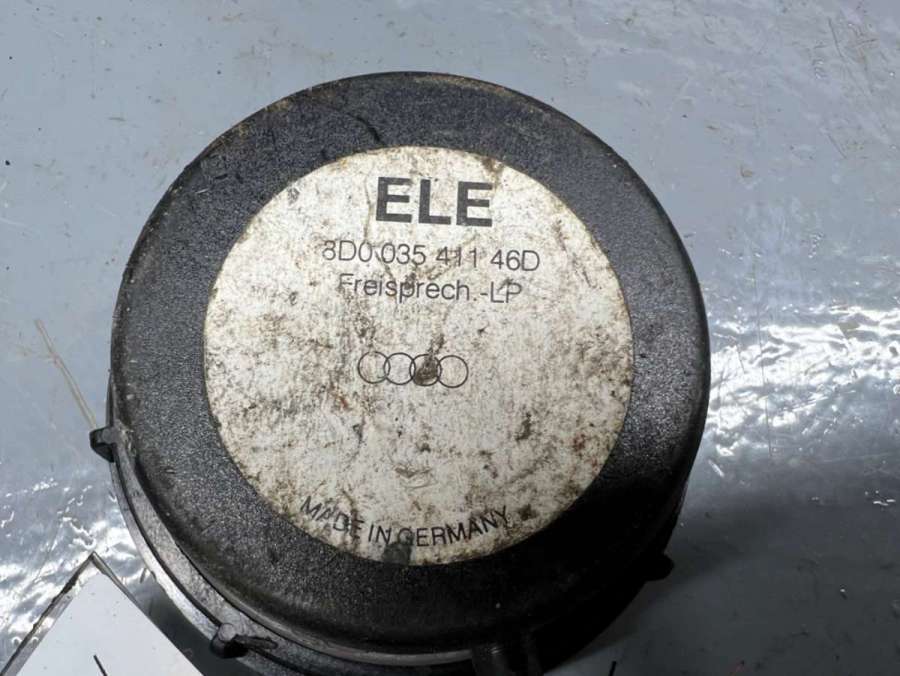 ELE
8D0 035 411 46D
Freisprech.-LP
MADE IN GERMANY